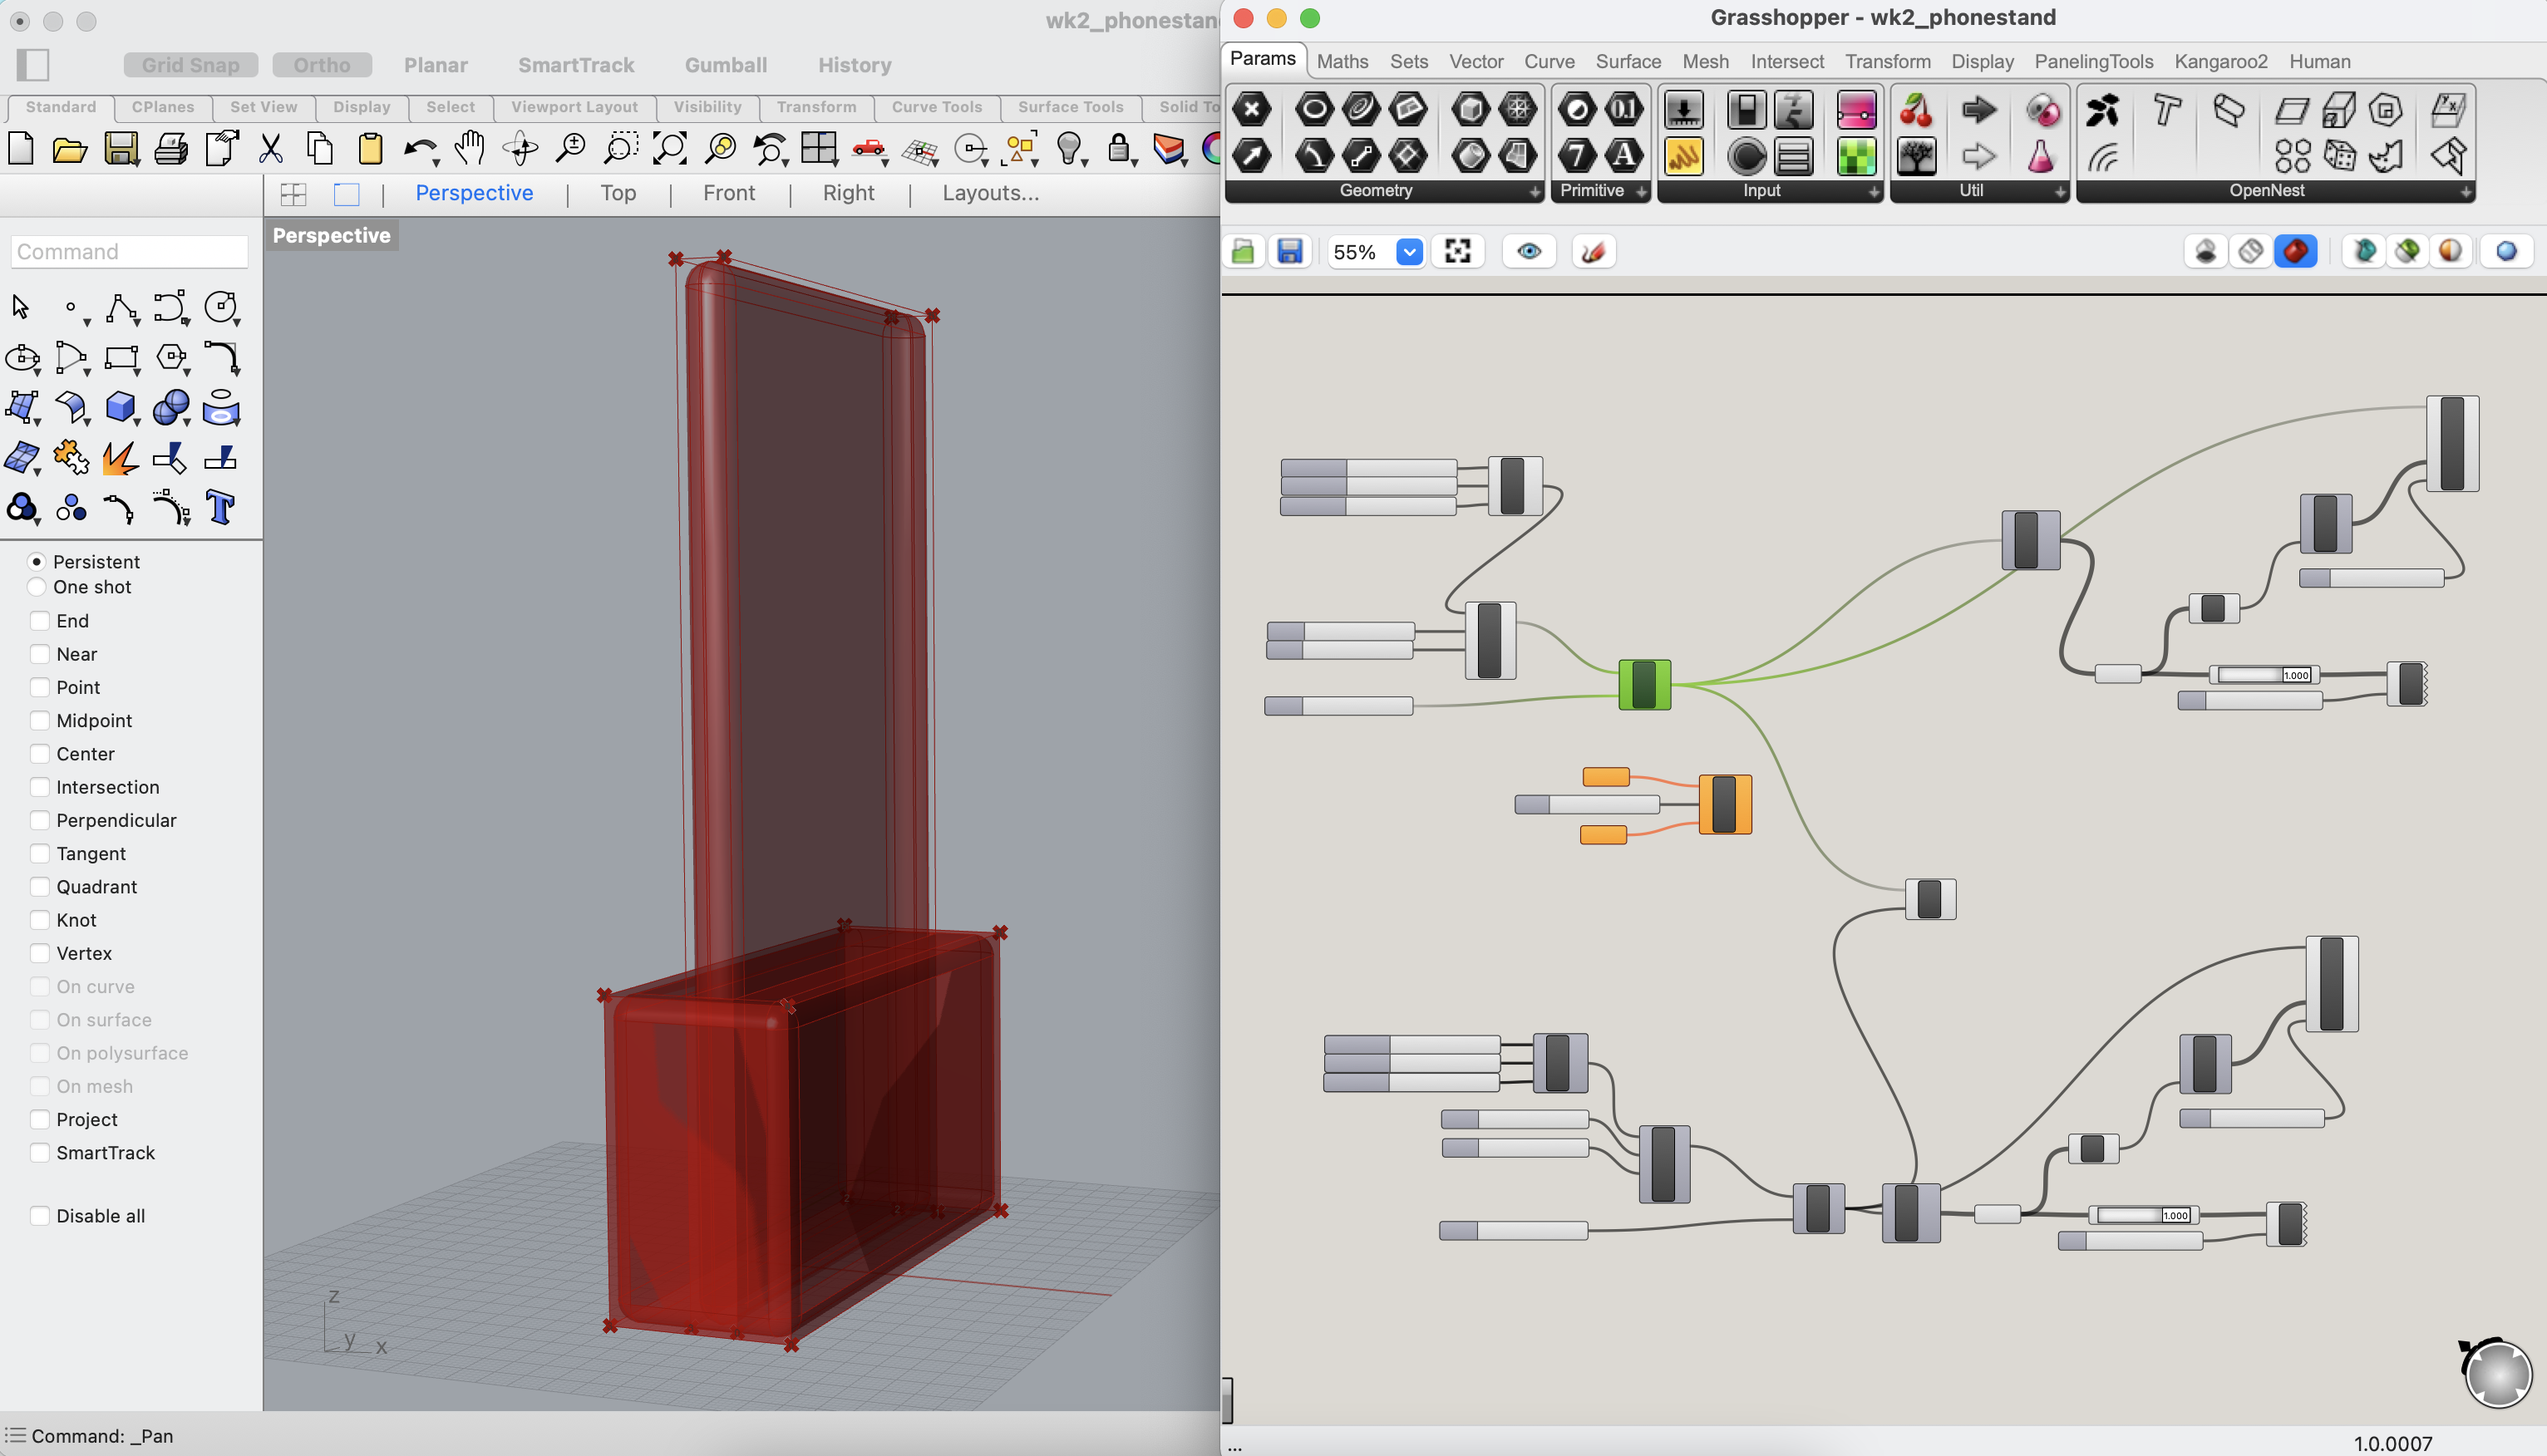 wk2_phonestan
Grid Snap Ortho Planar SmartTrack Gumball History
Standard CPlanes Set View Display Select Viewport Layout Visibility Transform Curve Tools Surface Tools Solid To
Perspective Top Front Right Layouts...
Command
Perspective
Persistent
One shot
End
Near
Point
Midpoint
Center
Intersection
Perpendicular
Tangent
Quadrant
Knot
Vertex
On curve
On surface
On polysurface
On mesh
Project
SmartTrack
Disable all
z
y x
Command: _Pan
Grasshopper - wk2_phonestand
Params Maths Sets Vector Curve Surface Mesh Intersect Transform Display PanelingTools Kangaroo2 Human
Geometry Primitive Input Util OpenNest
55%
1.000
1.000
...
1.0.0007